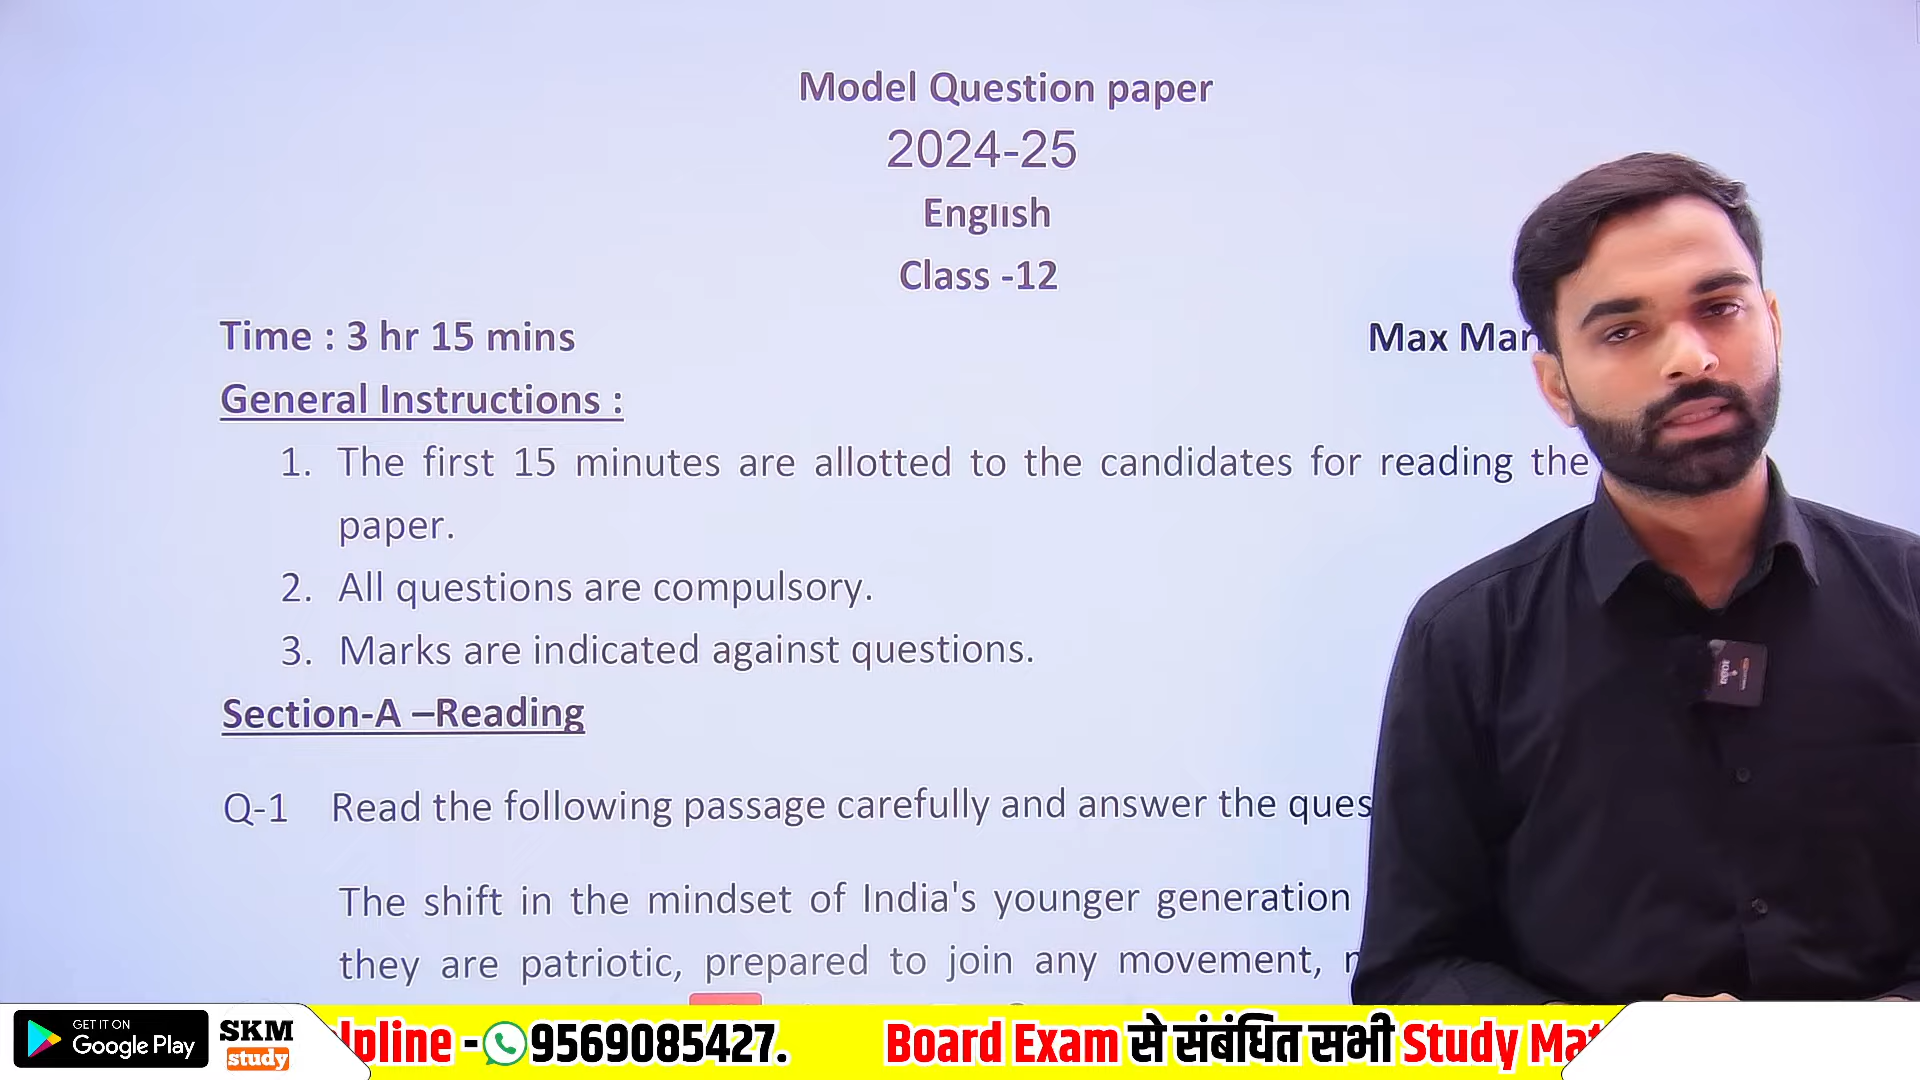 Model Question paper
2024-25
English
Class -12
Time : 3 hr 15 mins
Max
General Instructions :
1. The first 15 minutes are allotted to the candidates for reading the
paper.
2. All questions are compulsory.
3. Marks are indicated against questions.
Section-A –Reading
Q-1 Read the following passage carefully and answer the
The shift in the mindset of India's younger generation
they are patriotic, prepared to join any movement,
GET IT ON
Google Play
SKM
study
-9569085427.
Board Exam से संबंधित सभी Study